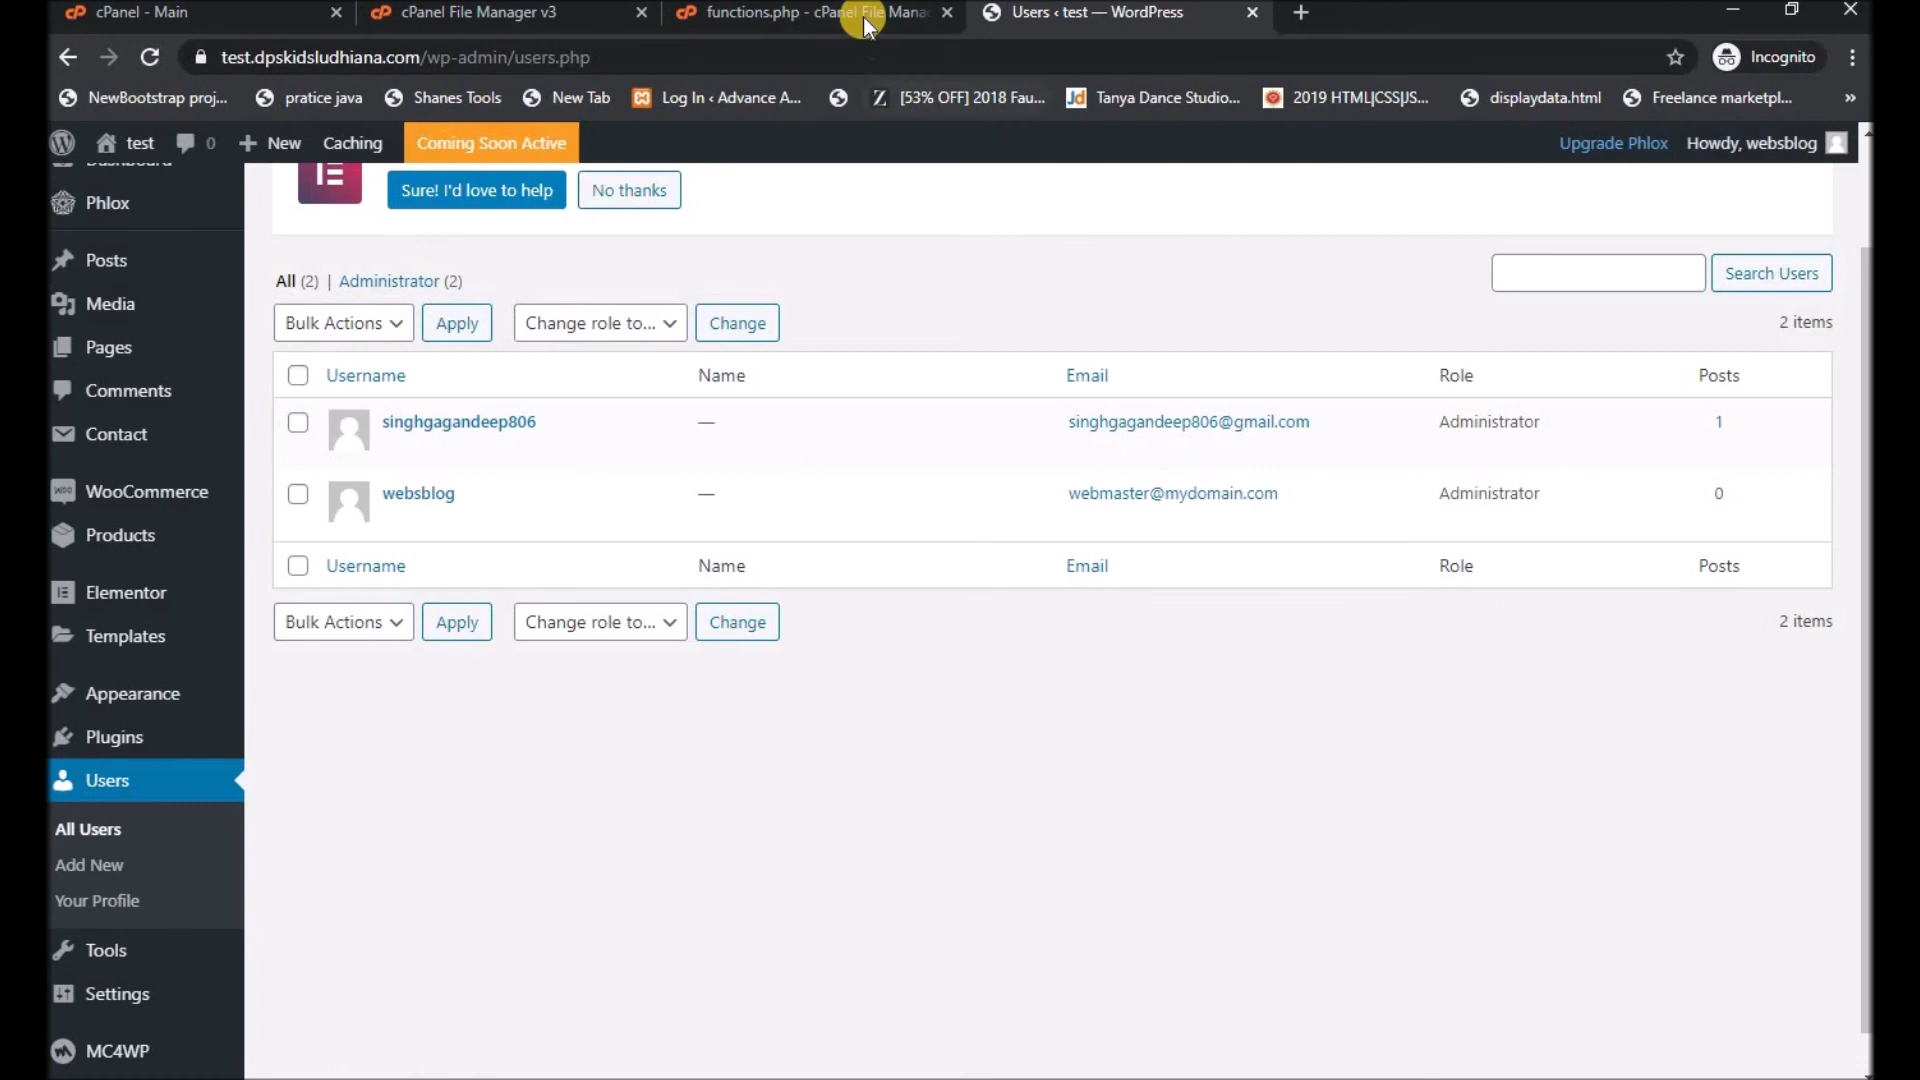 cPanel - Main
cPanel File Manager v3
functions.php - cPanel File Mana
Users ‹ test — WordPress
test.dpskidsludhiana.com/wp-admin/users.php
Incognito
NewBootstrap proj...
pratice java
Shanes Tools
New Tab
Log In ‹ Advance A...
[53% OFF] 2018 Fau...
Tanya Dance Studio...
2019 HTML|CSS|JS...
displaydata.html
Freelance marketpl...
»
test
0
New
Caching
Coming Soon Active
Upgrade Phlox
Howdy, websblog
Dashboard
Phlox
Posts
Media
Pages
Comments
Contact
WooCommerce
Products
Elementor
Templates
Appearance
Plugins
Users
All Users
Add New
Your Profile
Tools
Settings
MC4WP
Sure! I'd love to help
No thanks
All (2) | Administrator (2)
Search Users
Bulk Actions
Apply
Change role to...
Change
2 items
Username Name Email Role Posts
singhgagandeep806 — singhgagandeep806@gmail.com Administrator 1
websblog — webmaster@mydomain.com Administrator 0
Username Name Email Role Posts
Bulk Actions
Apply
Change role to...
Change
2 items